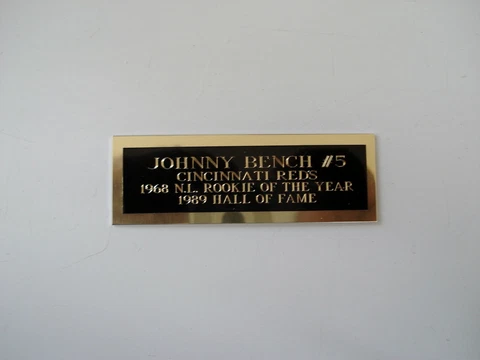 JOHNNY BENCH #5
CINCINNATI REDS
1968 N.L. ROOKIE OF THE YEAR
1989 HALL OF FAME